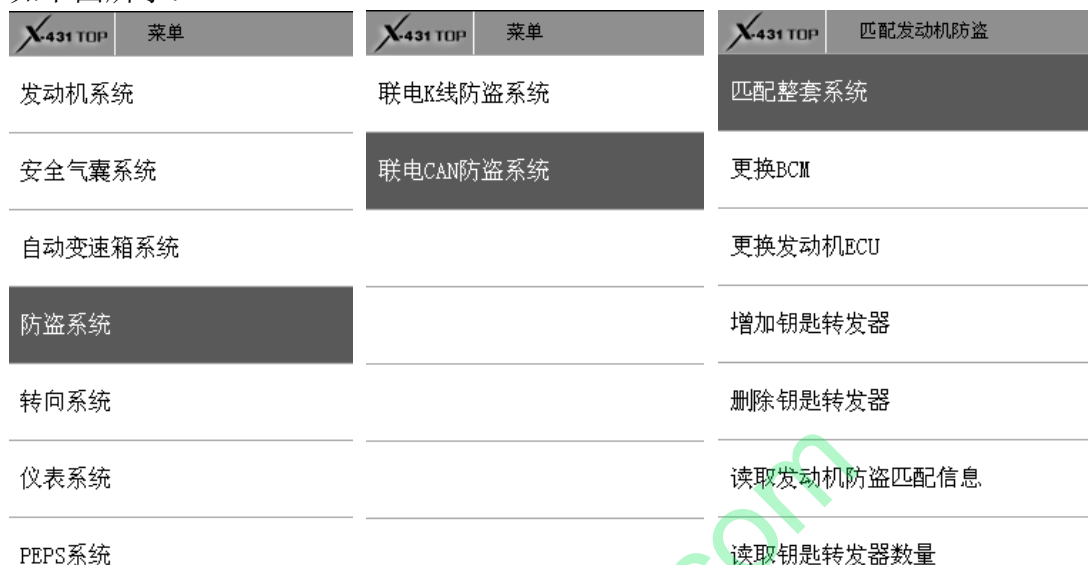 X-431 TOP 菜单
发动机系统
安全气囊系统
自动变速箱系统
防盗系统
转向系统
仪表系统
PEPS系统
X-431 TOP 菜单
联电K线防盗系统
联电CAN防盗系统
X-431 TOP 匹配发动机防盗
匹配整套系统
更换BCM
更换发动机ECU
增加钥匙转发器
删除钥匙转发器
读取发动机防盗匹配信息
读取钥匙转发器数量
com